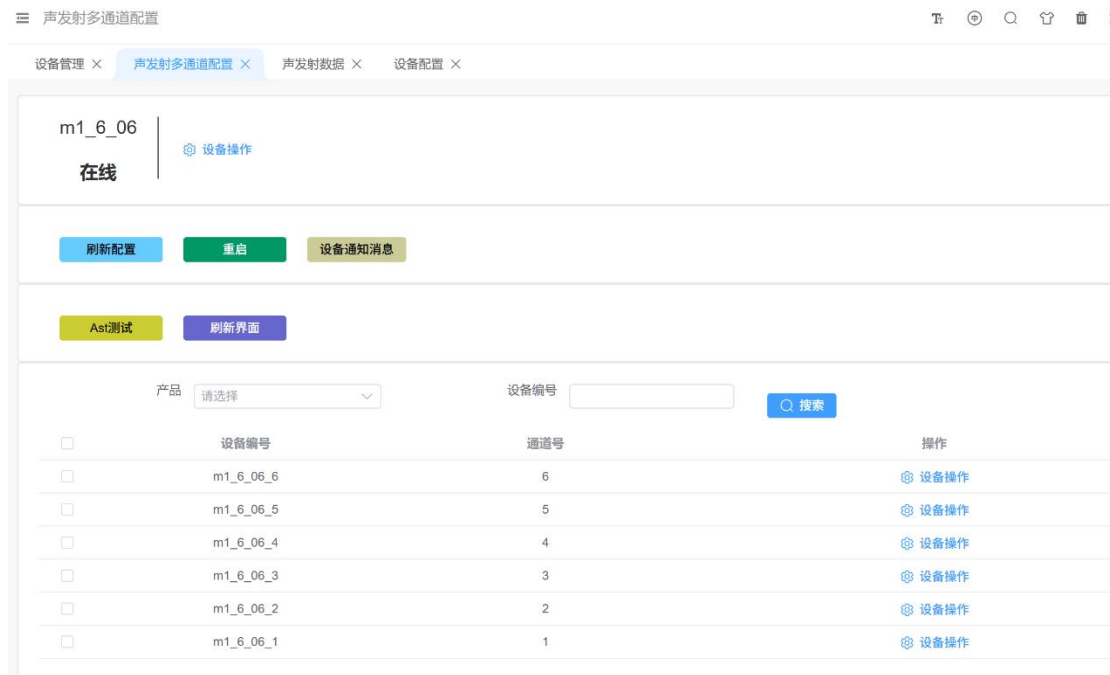 声发射多通道配置
设备管理 声发射多通道配置 声发射数据 设备配置
m1_6_06
在线
设备操作
刷新配置 重启 设备通知消息
Ast测试 刷新界面
产品 请选择 设备编号 搜索
设备编号 通道号 操作
m1_6_06_6 6 设备操作
m1_6_06_5 5 设备操作
m1_6_06_4 4 设备操作
m1_6_06_3 3 设备操作
m1_6_06_2 2 设备操作
m1_6_06_1 1 设备操作